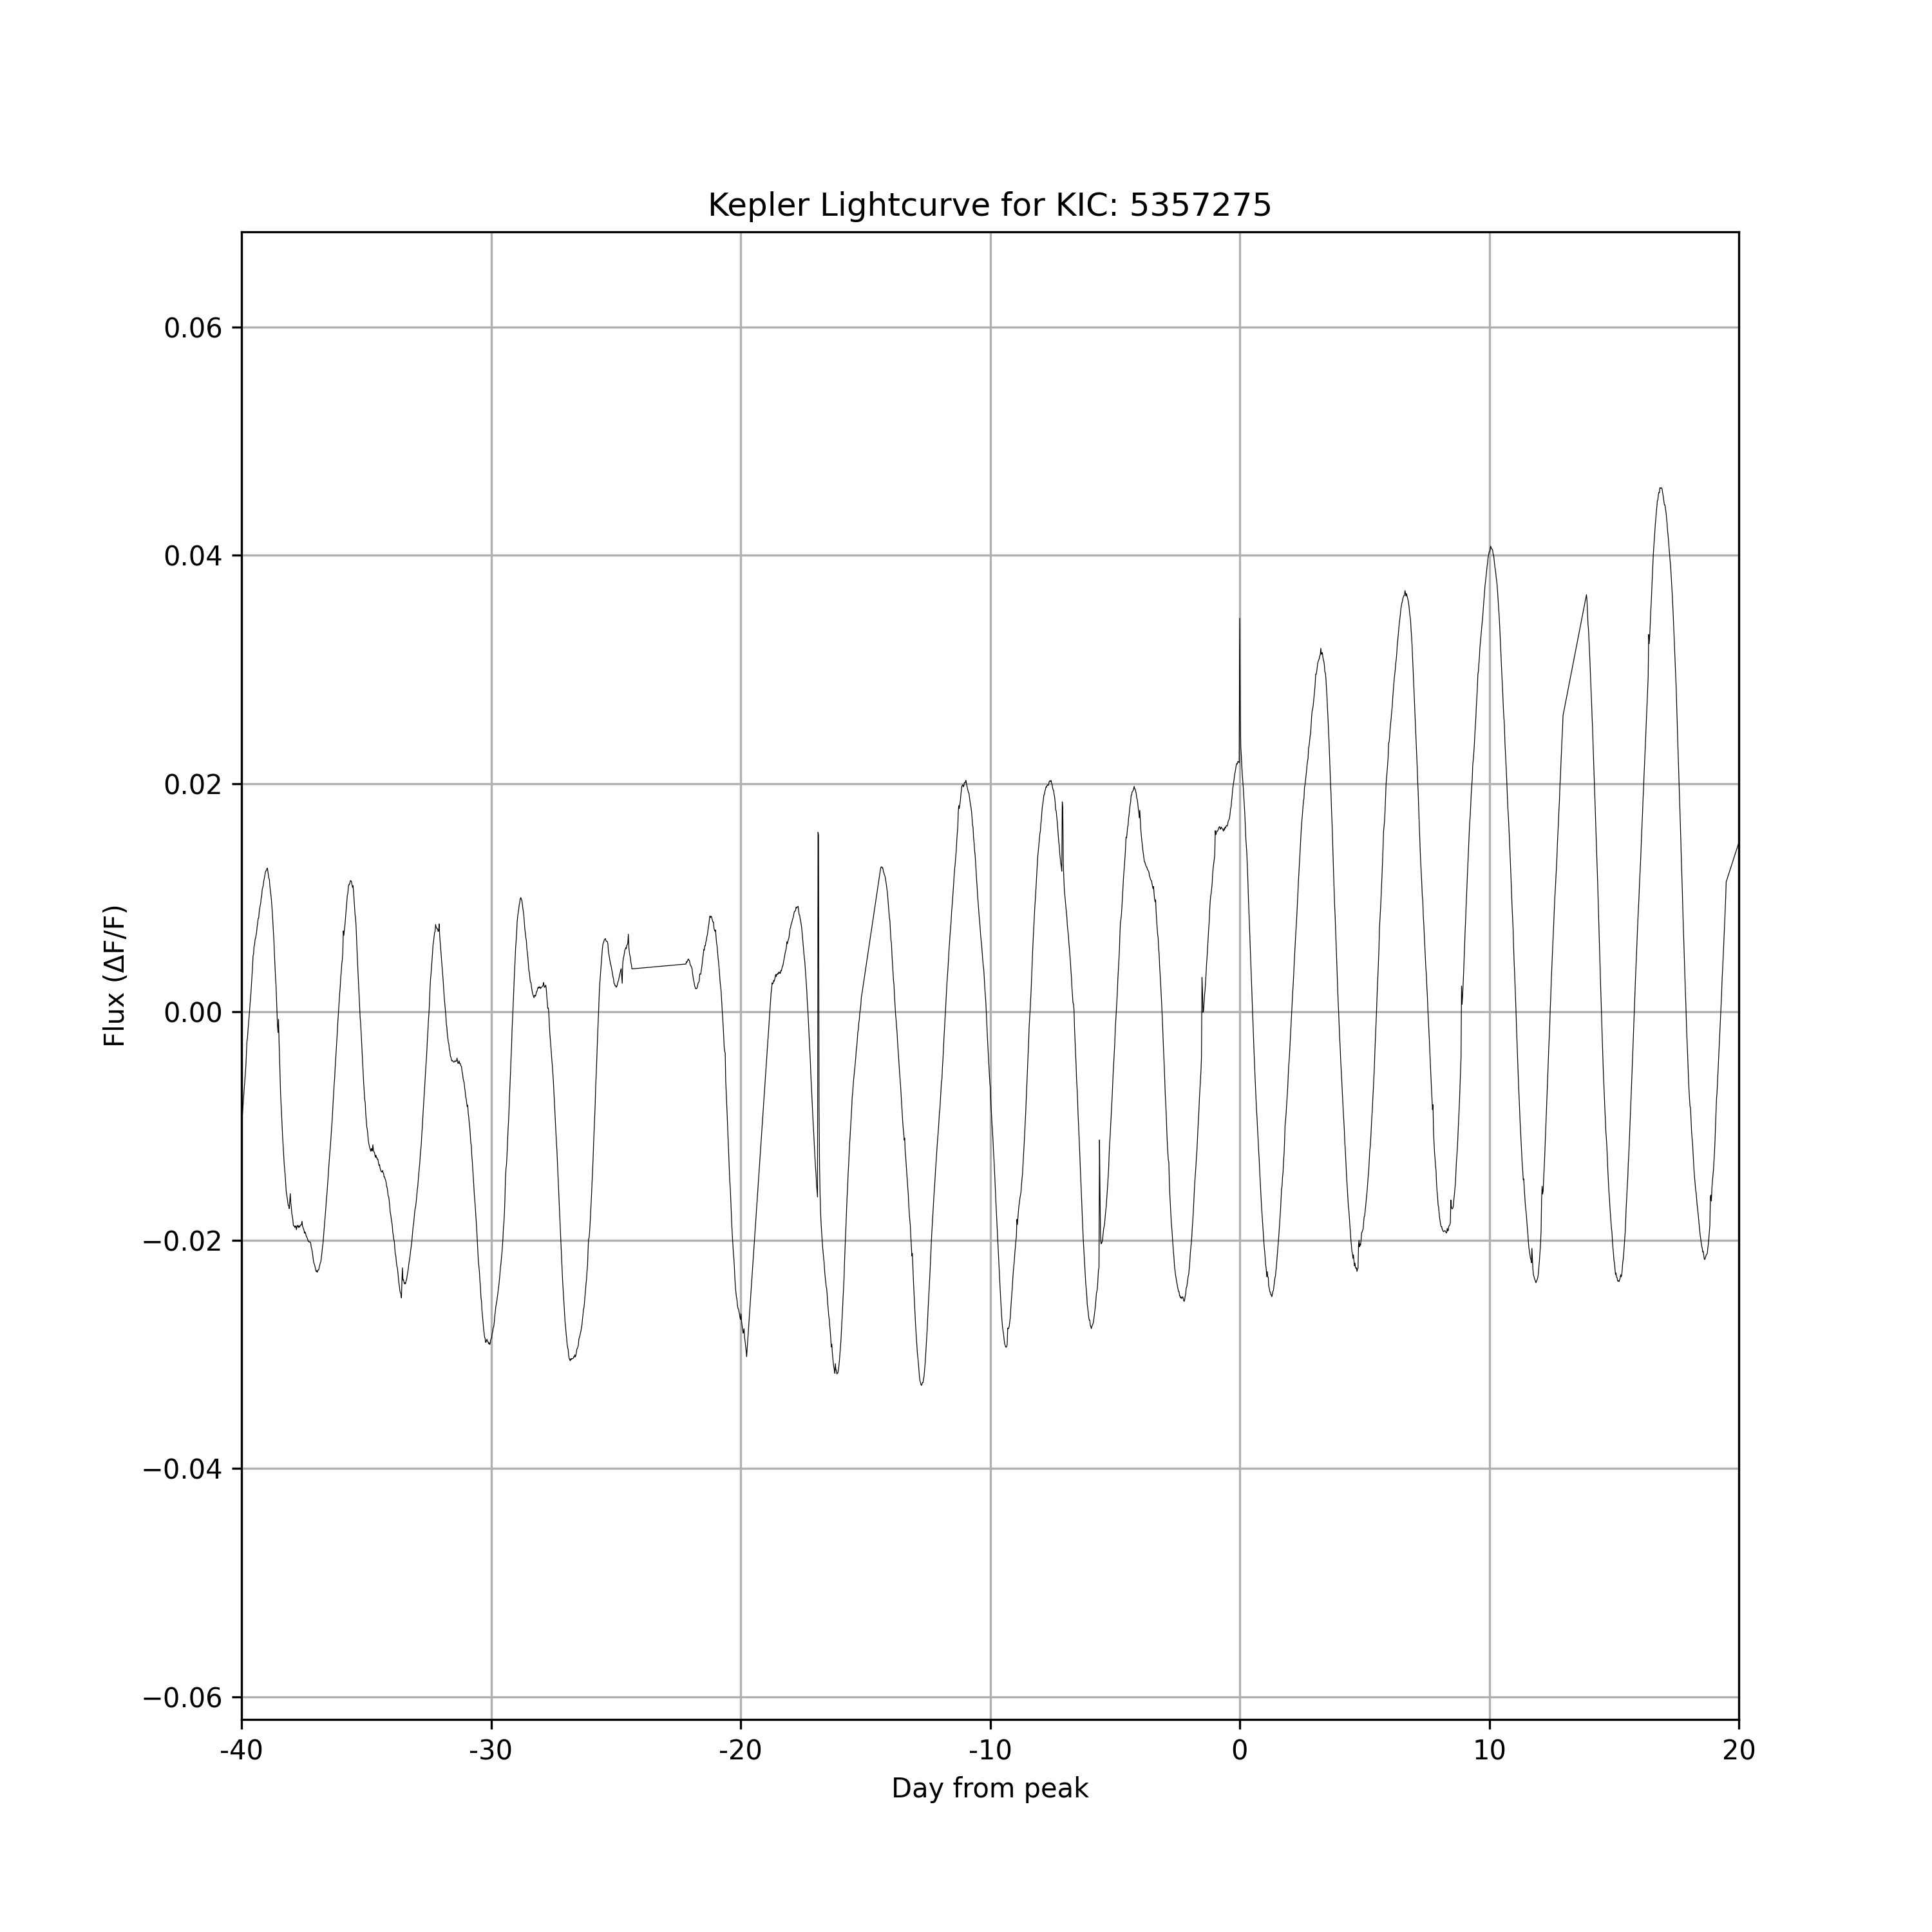 Kepler Lightcurve for KIC: 5357275
Flux (ΔF/F)
0.06
0.04
0.02
0.00
−0.02
−0.04
−0.06
-40 -30 -20 -10 0 10 20
Day from peak